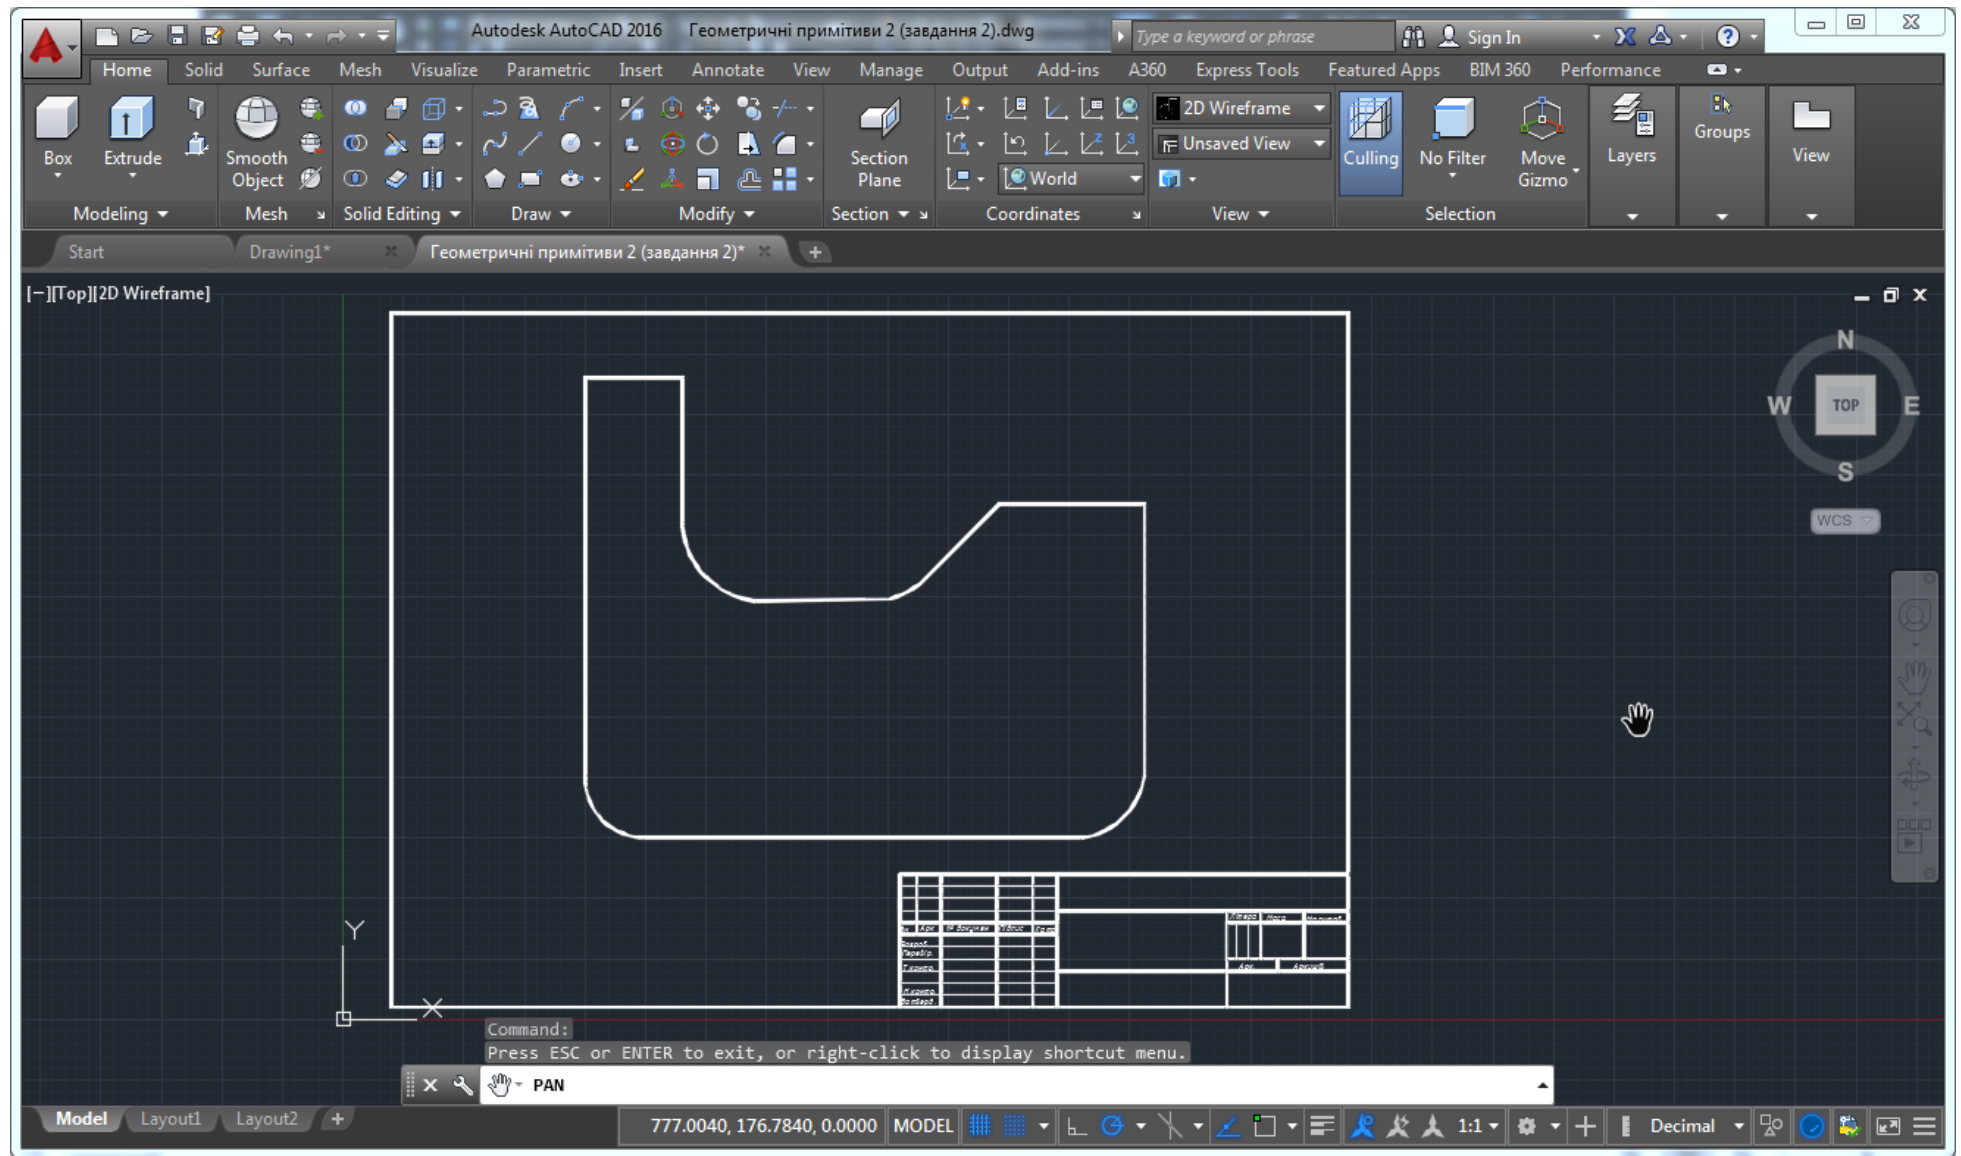 Autodesk AutoCAD 2016 Геометричні примітиви 2 (завдання 2).dwg
Type a keyword or phrase
Sign In
Home Solid Surface Mesh Visualize Parametric Insert Annotate View Manage Output Add-ins A360 Express Tools Featured Apps BIM 360 Performance
Box
Extrude
Smooth
Object
Section
Plane
World
2D Wireframe
Unsaved View
Culling
No Filter
Move
Gizmo
Layers
Groups
View
Modeling Mesh Solid Editing Draw Modify Section Coordinates View Selection
Start Drawing1* Геометричні примітиви 2 (завдання 2)*
[−][Top][2D Wireframe]
N
W TOP E
S
WCS
Y
X
Арк.
Т.контр.
Command:
Press ESC or ENTER to exit, or right-click to display shortcut menu.
PAN
Model Layout1 Layout2
777.0040, 176.7840, 0.0000 MODEL 1:1 Decimal